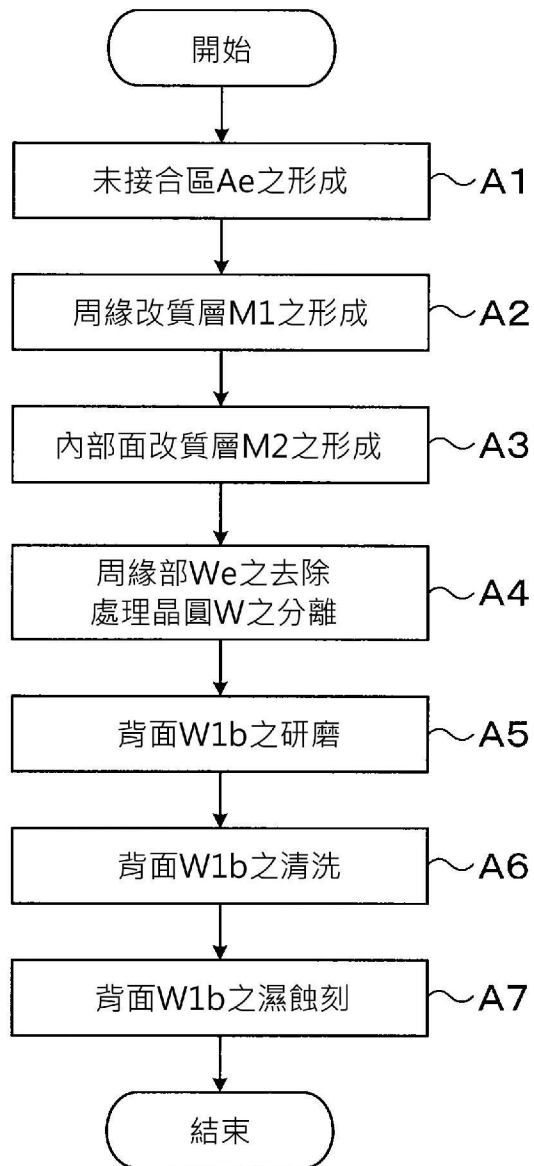 開始
未接合區Ae之形成
A1
周緣改質層M1之形成
A2
內部面改質層M2之形成
A3
周緣部We之去除
處理晶圓W之分離
A4
背面W1b之研磨
A5
背面W1b之清洗
A6
背面W1b之濕蝕刻
A7
結束